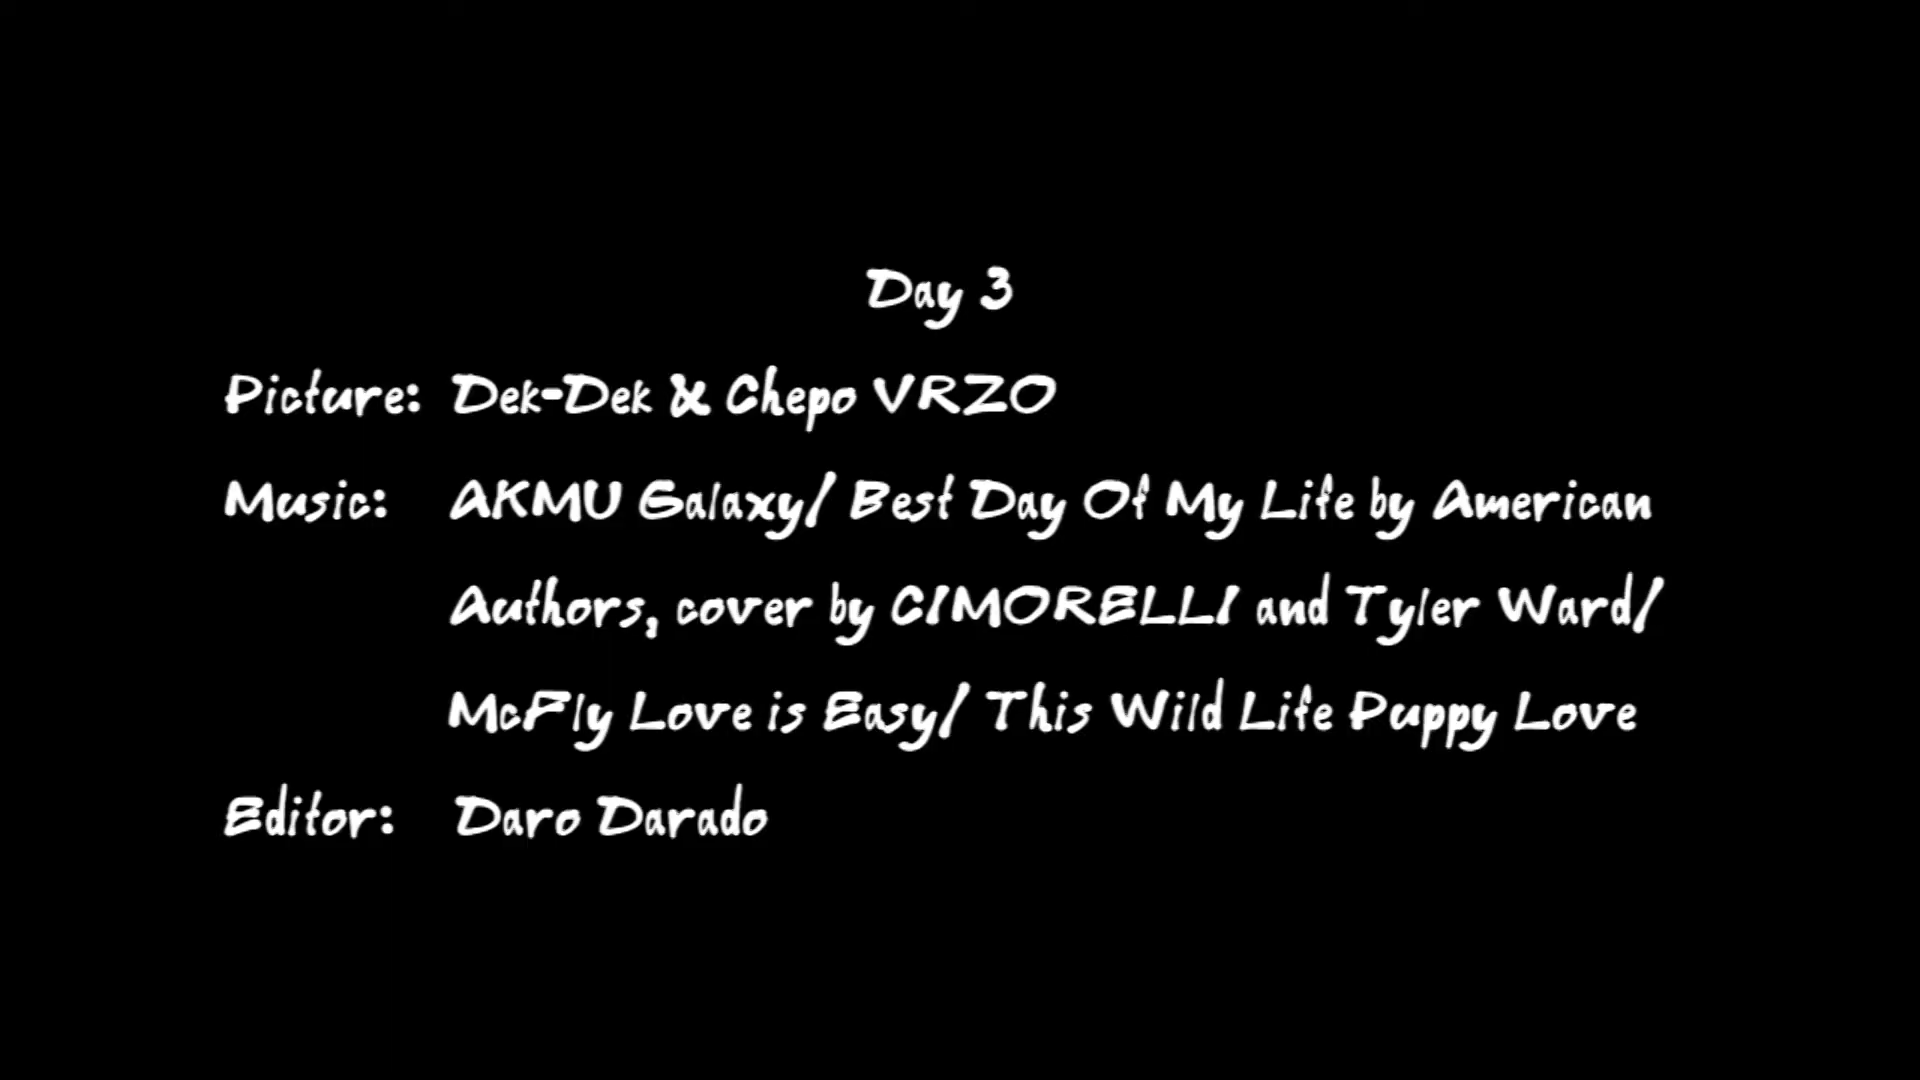 Day 3
Picture: Dek-Dek & Chepo VRZO
Music: AKMU Galaxy/ Best Day Of My Life by American
Authors, cover by CIMORELLI and Tyler Ward/
McFly Love is Easy/ This Wild Life Puppy Love
Editor: Daro Darado